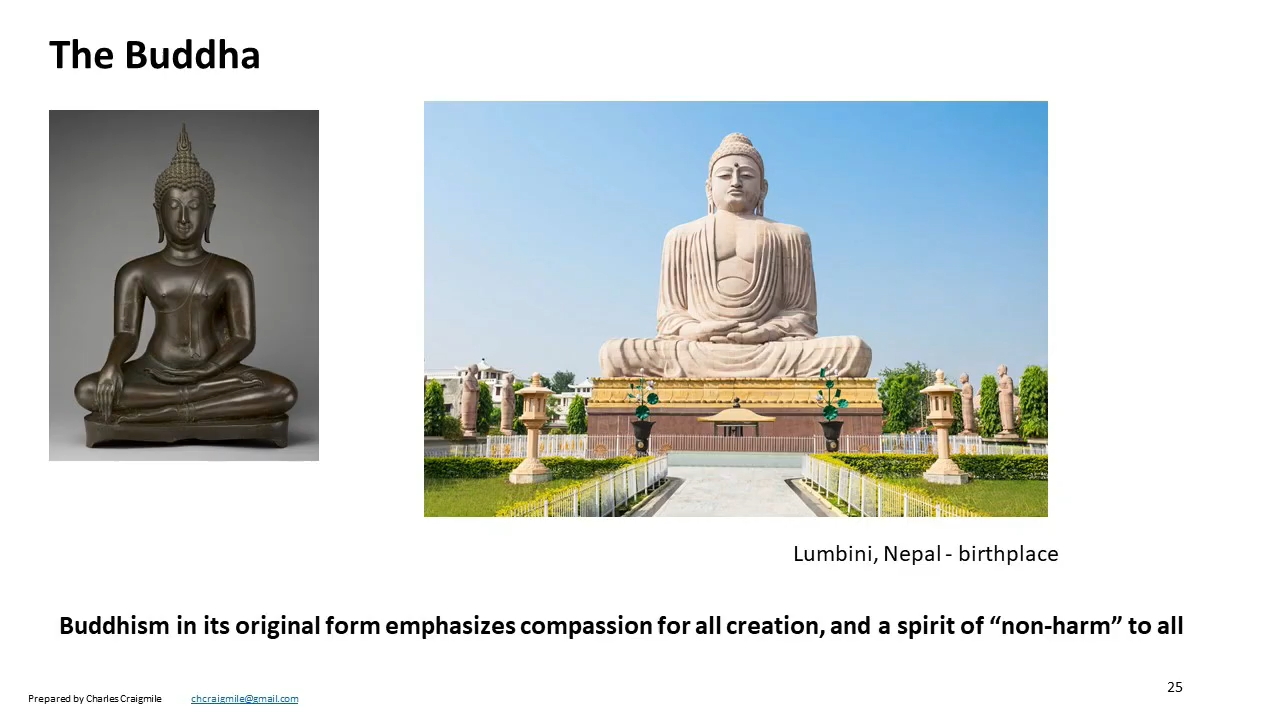 The Buddha
Lumbini, Nepal - birthplace
Buddhism in its original form emphasizes compassion for all creation, and a spirit of “non-harm” to all
25
Prepared by Charles Craigmile chcraigmile@gmail.com